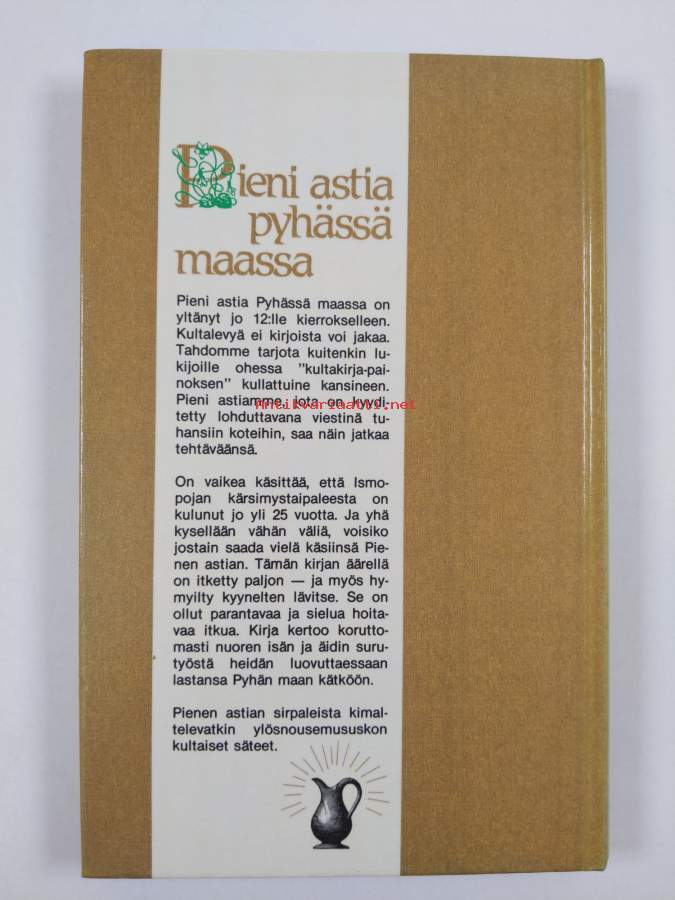 Pieni astia
pyhässä
maassa
Pieni astia Pyhässä maassa on
yltänyt jo 12:lle kierrokselleen.
Kultalevyä ei kirjoista voi jakaa.
Tahdomme tarjota kuitenkin lu-
kijoille ohessa "kultakirja-pai-
noksen" kullattuine kansineen.
Pieni astiamme, jota on kyydi-
Antikvariaatti.net
tetty lohduttavana viestinä tu-
hansiin koteihin, saa näin jatkaa
tehtäväänsä.
On vaikea käsittää, että Ismo-
pojan kärsimystaipaleesta on
kulunut jo yli 25 vuotta. Ja yhä
kysellään vähän väliä, voisiko
jostain saada vielä käsiinsä Pie-
nen astian. Tämän kirjan äärellä
on itketty paljon — ja myös hy-
myilty kyynelten lävitse. Se on
ollut parantavaa ja sielua hoita-
vaa itkua. Kirja kertoo korutto-
masti nuoren isän ja äidin suru-
työstä heidän luovuttaessaan
lastansa Pyhän maan kätköön.
Pienen astian sirpaleista kimal-
televatkin ylösnousemususkon
kultaiset säteet.